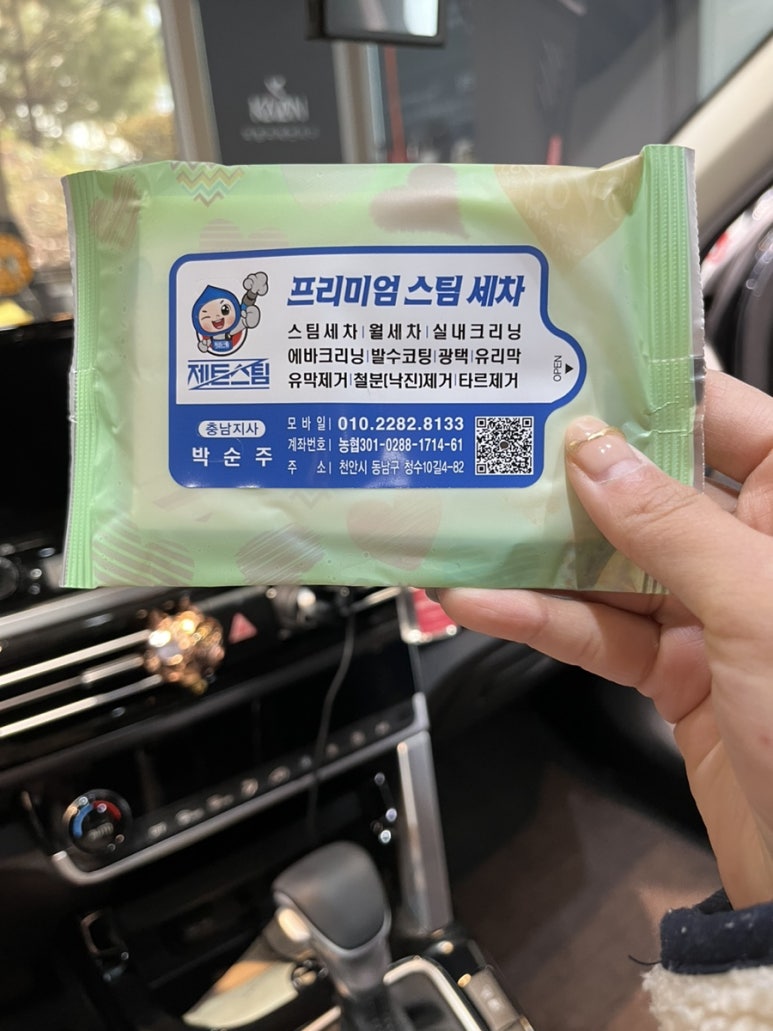 프리미엄 스팀 세차
스팀세차|월세차|실내크리닝
에바크리닝|발수코팅|광택|유리막
유막제거|철분(낙진)제거|타르제거
OPEN
제트스팀
충남지사
박순주
모바일| 010.2282.8133
계좌번호| 농협301-0288-1714-61
주 소| 천안시 동남구 청수10길4-82